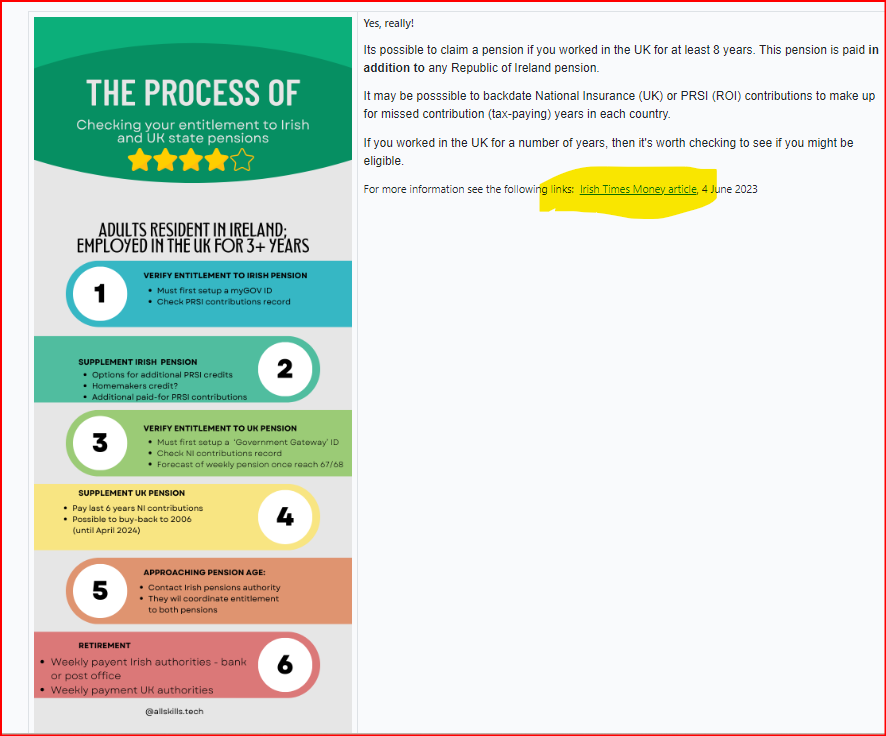 THE PROCESS OF
Checking your entitlement to Irish
and UK state pensions
ADULTS RESIDENT IN IRELAND;
EMPLOYED IN THE UK FOR 3+ YEARS
1
VERIFY ENTITLEMENT TO IRISH PENSION
• Must first setup a myGOV ID
• Check PRSI contributions record
SUPPLEMENT IRISH PENSION
• Options for additional PRSI credits
• Homemakers credit?
• Additional paid-for PRSI contributions
2
3
VERIFY ENTITLEMENT TO UK PENSION
• Must first setup a 'Government Gateway' ID
• Check NI contributions record
• Forecast of weekly pension once reach 67/68
SUPPLEMENT UK PENSION
• Pay last 6 years NI contributions
• Possible to buy-back to 2006
(until April 2024)
4
5
APPROACHING PENSION AGE:
• Contact Irish pensions authority
• They wil coordinate entitlement
to both pensions
RETIREMENT
• Weekly payent Irish authorities - bank
or post office
• Weekly payment UK authorities
6
@allskills.tech
Yes, really!
Its possible to claim a pension if you worked in the UK for at least 8 years. This pension is paid in
addition to any Republic of Ireland pension.
It may be posssible to backdate National Insurance (UK) or PRSI (ROI) contributions to make up
for missed contribution (tax-paying) years in each country.
If you worked in the UK for a number of years, then it's worth checking to see if you might be
eligible.
For more information see the following links: Irish Times Money article, 4 June 2023